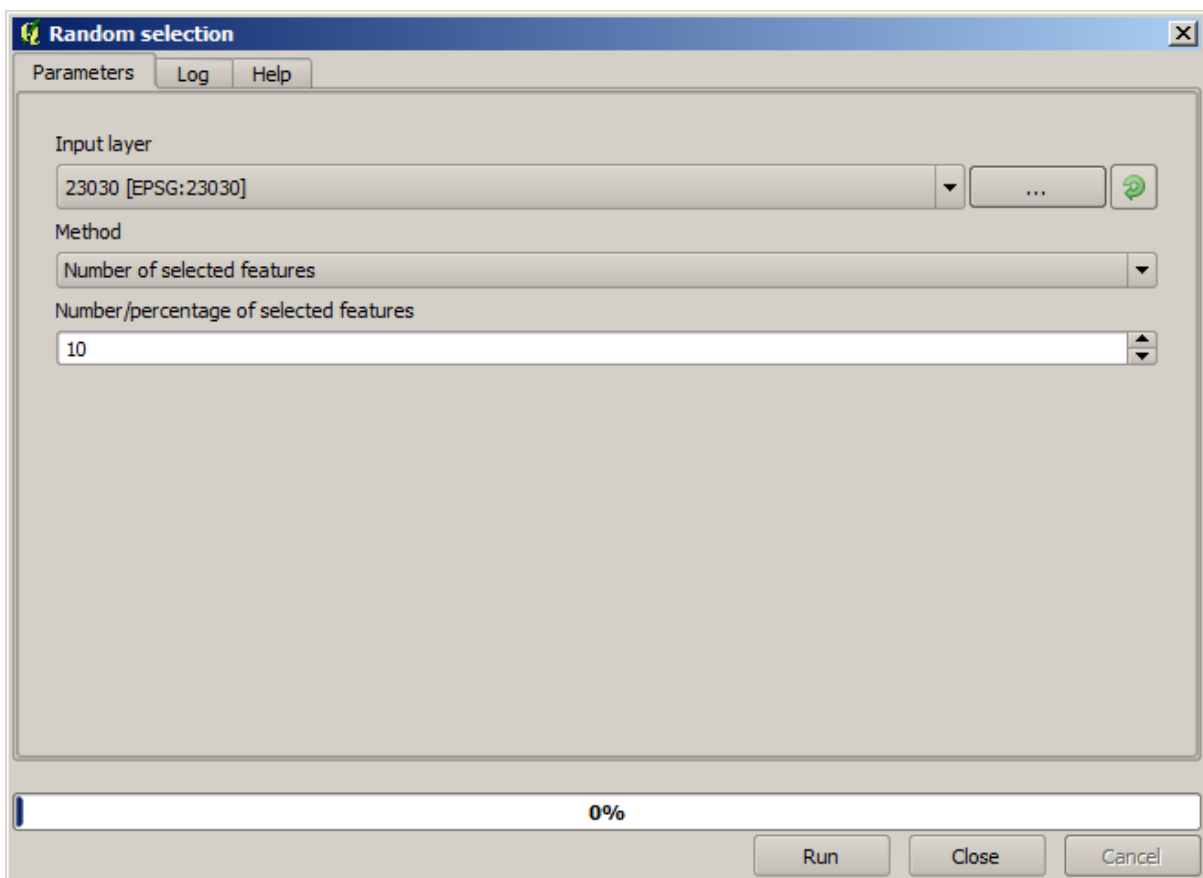 Random selection
Parameters Log Help
Input layer
23030 [EPSG:23030] ...
Method
Number of selected features
Number/percentage of selected features
10
0%
Run Close Cancel